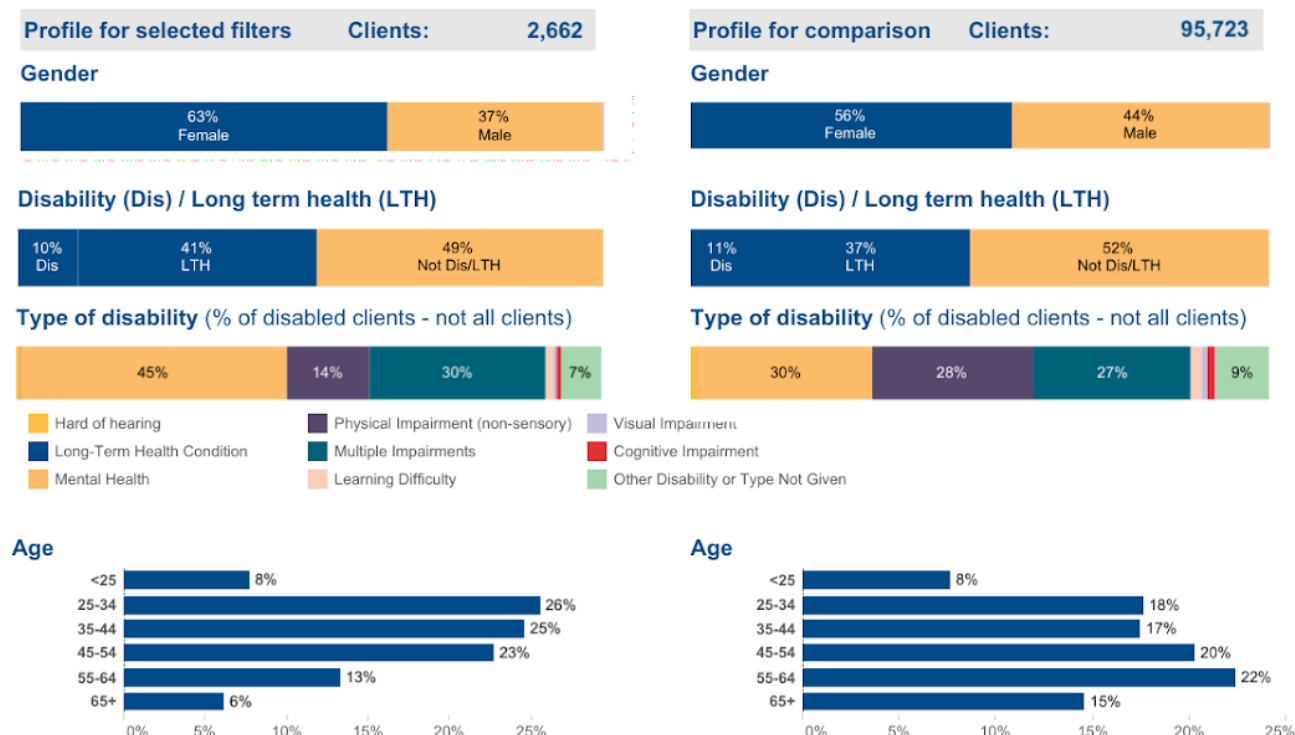 Profile for selected filters Clients: 2,662
Gender
63%
Female
37%
Male
Disability (Dis) / Long term health (LTH)
10%
Dis
41%
LTH
49%
Not Dis/LTH
Type of disability (% of disabled clients - not all clients)
45%
14%
30%
7%
Profile for comparison Clients: 95,723
Gender
56%
Female
44%
Male
Disability (Dis) / Long term health (LTH)
11%
Dis
37%
LTH
52%
Not Dis/LTH
Type of disability (% of disabled clients - not all clients)
30%
28%
27%
9%
Hard of hearing
Physical Impairment (non-sensory)
Visual Impairment
Long-Term Health Condition
Multiple Impairments
Cognitive Impairment
Mental Health
Learning Difficulty
Other Disability or Type Not Given
Age
<25 8%
25-34 26%
35-44 25%
45-54 23%
55-64 13%
65+ 6%
0% 5% 10% 15% 20% 25%
Age
<25 8%
25-34 18%
35-44 17%
45-54 20%
55-64 22%
65+ 15%
0% 5% 10% 15% 20% 25%